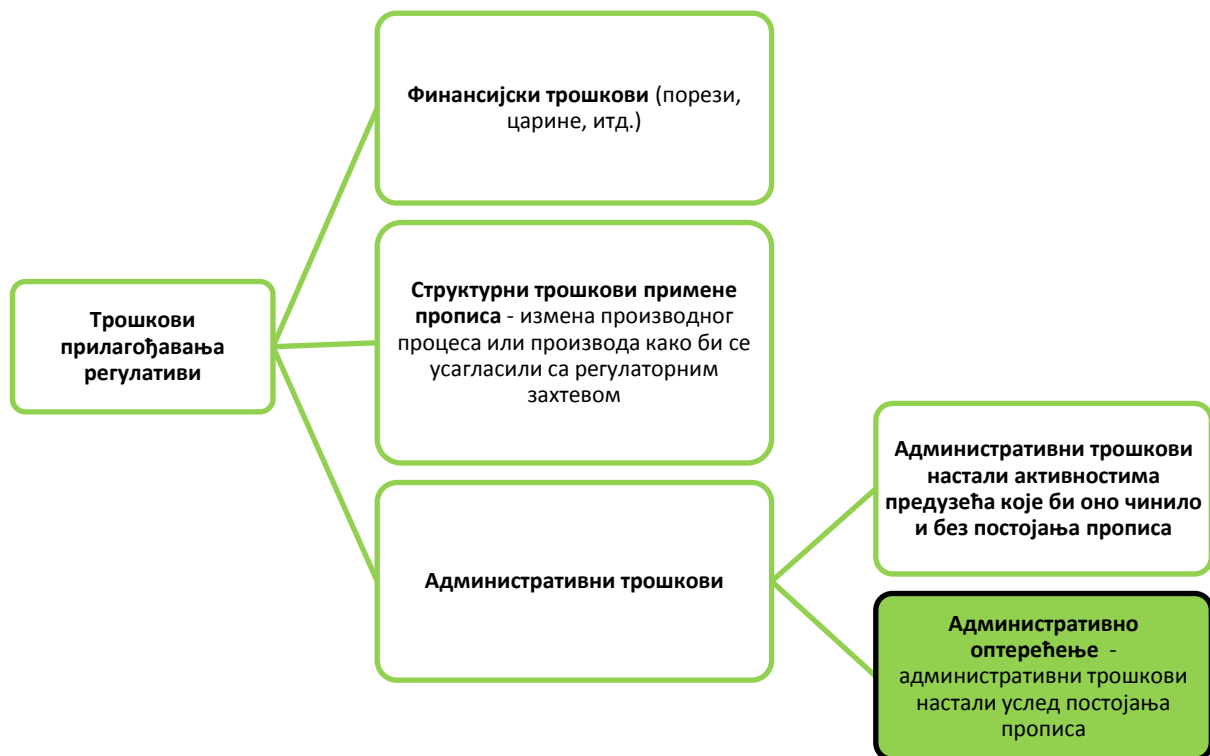 Финансијски трошкови (порези,
царине, итд.)
Трошкови
прилагођавања
регулативи
Структурни трошкови примене
прописа - измена производног
процеса или производа како би се
усагласили са регулаторним
захтевом
Административни трошкови
Административни трошкови
настали активностима
предузећа које би оно чинило
и без постојања прописа
Административно
оптерећење -
административни трошкови
настали услед постојања
прописа